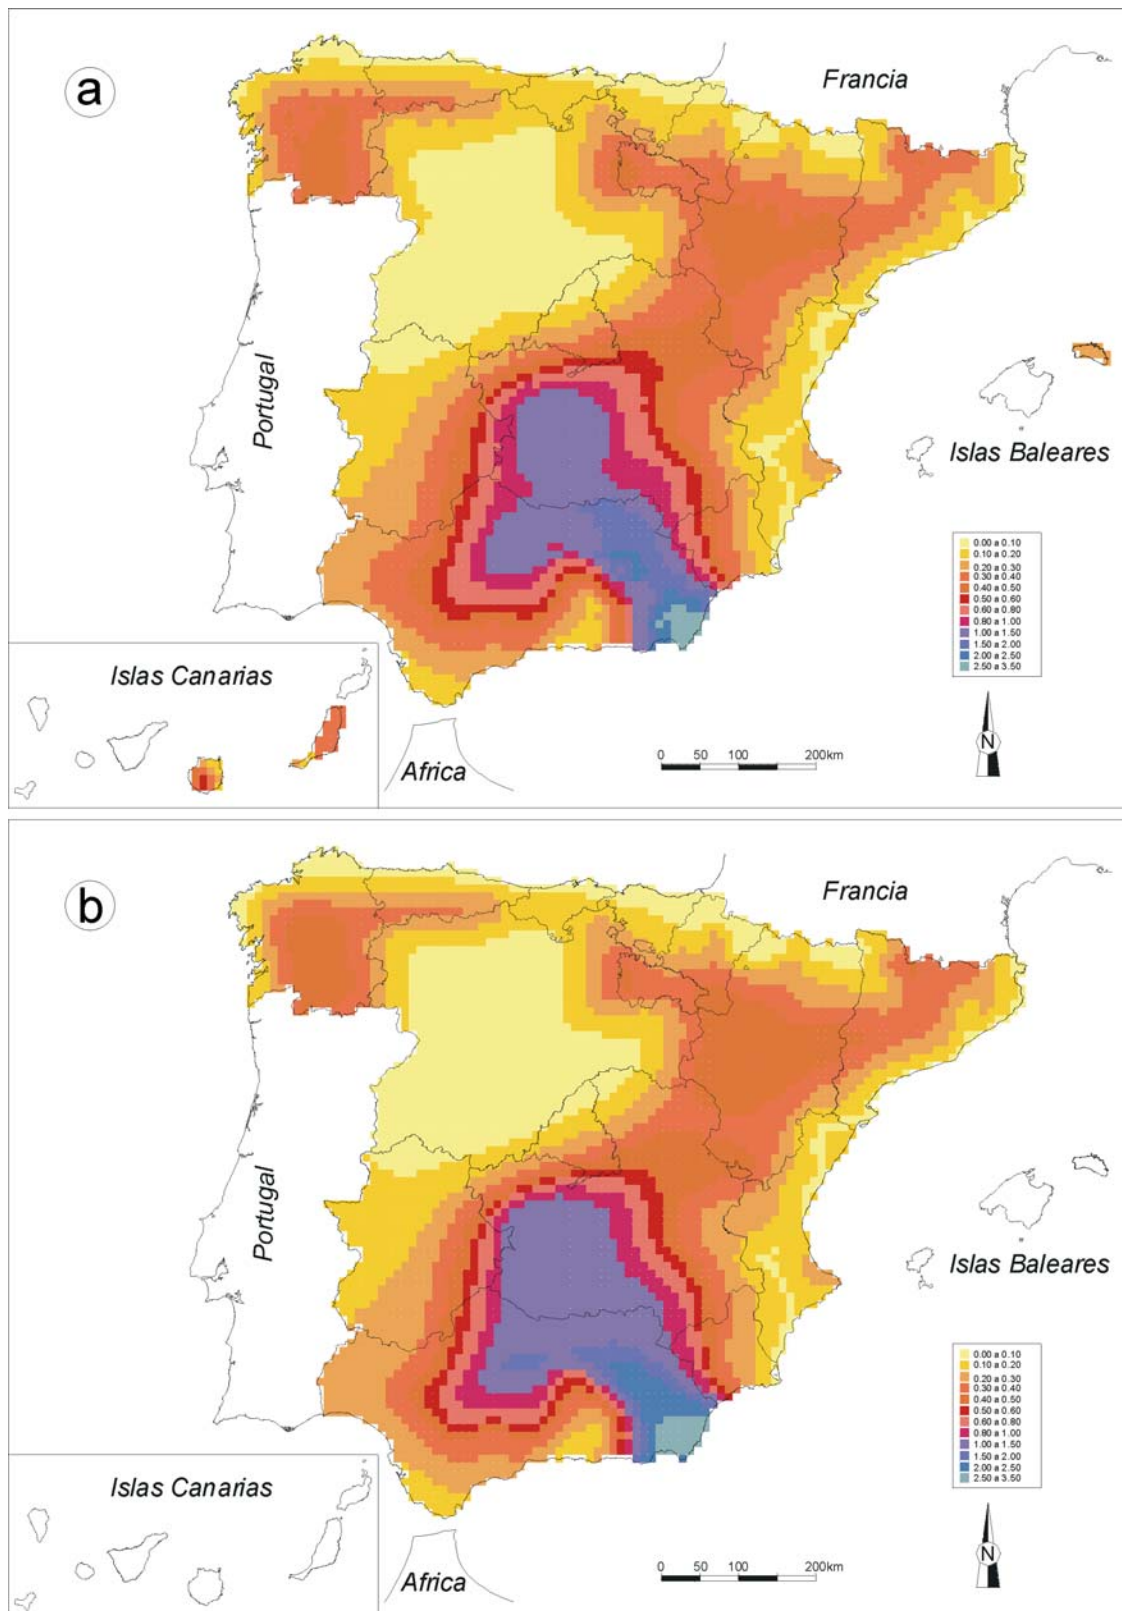 a
Francia
Portugal
Islas Baleares
0.00 a 0.10
0.10 a 0.20
0.20 a 0.30
0.30 a 0.40
0.40 a 0.50
0.50 a 0.60
0.60 a 0.80
0.80 a 1.00
1.00 a 1.50
1.50 a 2.00
2.00 a 2.50
2.50 a 3.50
Islas Canarias
Africa
0 50 100 200km
N
b
Francia
Portugal
Islas Baleares
0.00 a 0.10
0.10 a 0.20
0.20 a 0.30
0.30 a 0.40
0.40 a 0.50
0.50 a 0.60
0.60 a 0.80
0.80 a 1.00
1.00 a 1.50
1.50 a 2.00
2.00 a 2.50
2.50 a 3.50
Islas Canarias
Africa
0 50 100 200km
N